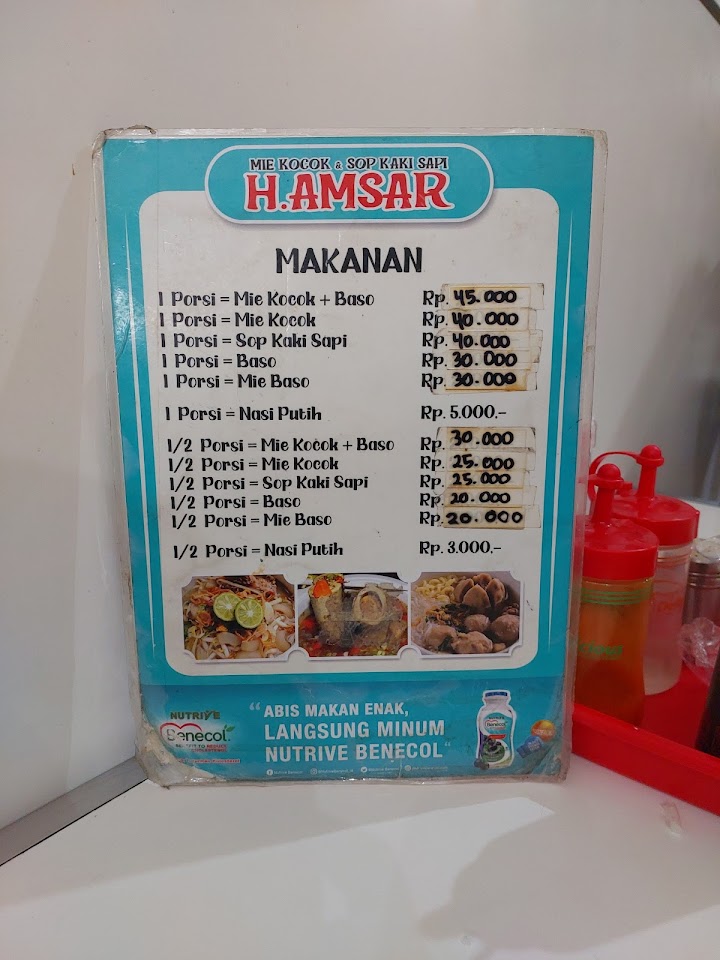 MIE KOCOK & SOP KAKI SAPI
H.AMSAR
MAKANAN
1 Porsi = Mie Kocok + Baso Rp. 45.000
1 Porsi = Mie Kocok Rp. 40.000
1 Porsi = Sop Kaki Sapi Rp. 40.000
1 Porsi = Baso Rp. 30.000
1 Porsi = Mie Baso Rp. 30.000
1 Porsi = Nasi Putih Rp. 5.000,-
1/2 Porsi = Mie Kocok + Baso Rp. 30.000
1/2 Porsi = Mie Kocok Rp. 25.000
1/2 Porsi = Sop Kaki Sapi Rp. 25.000
1/2 Porsi = Baso Rp. 20.000
1/2 Porsi = Mie Baso Rp. 20.000
1/2 Porsi = Nasi Putih Rp. 3.000,-
NUTRIVE
Benecol
"ABIS MAKAN ENAK,
LANGSUNG MINUM
NUTRIVE BENECOL"